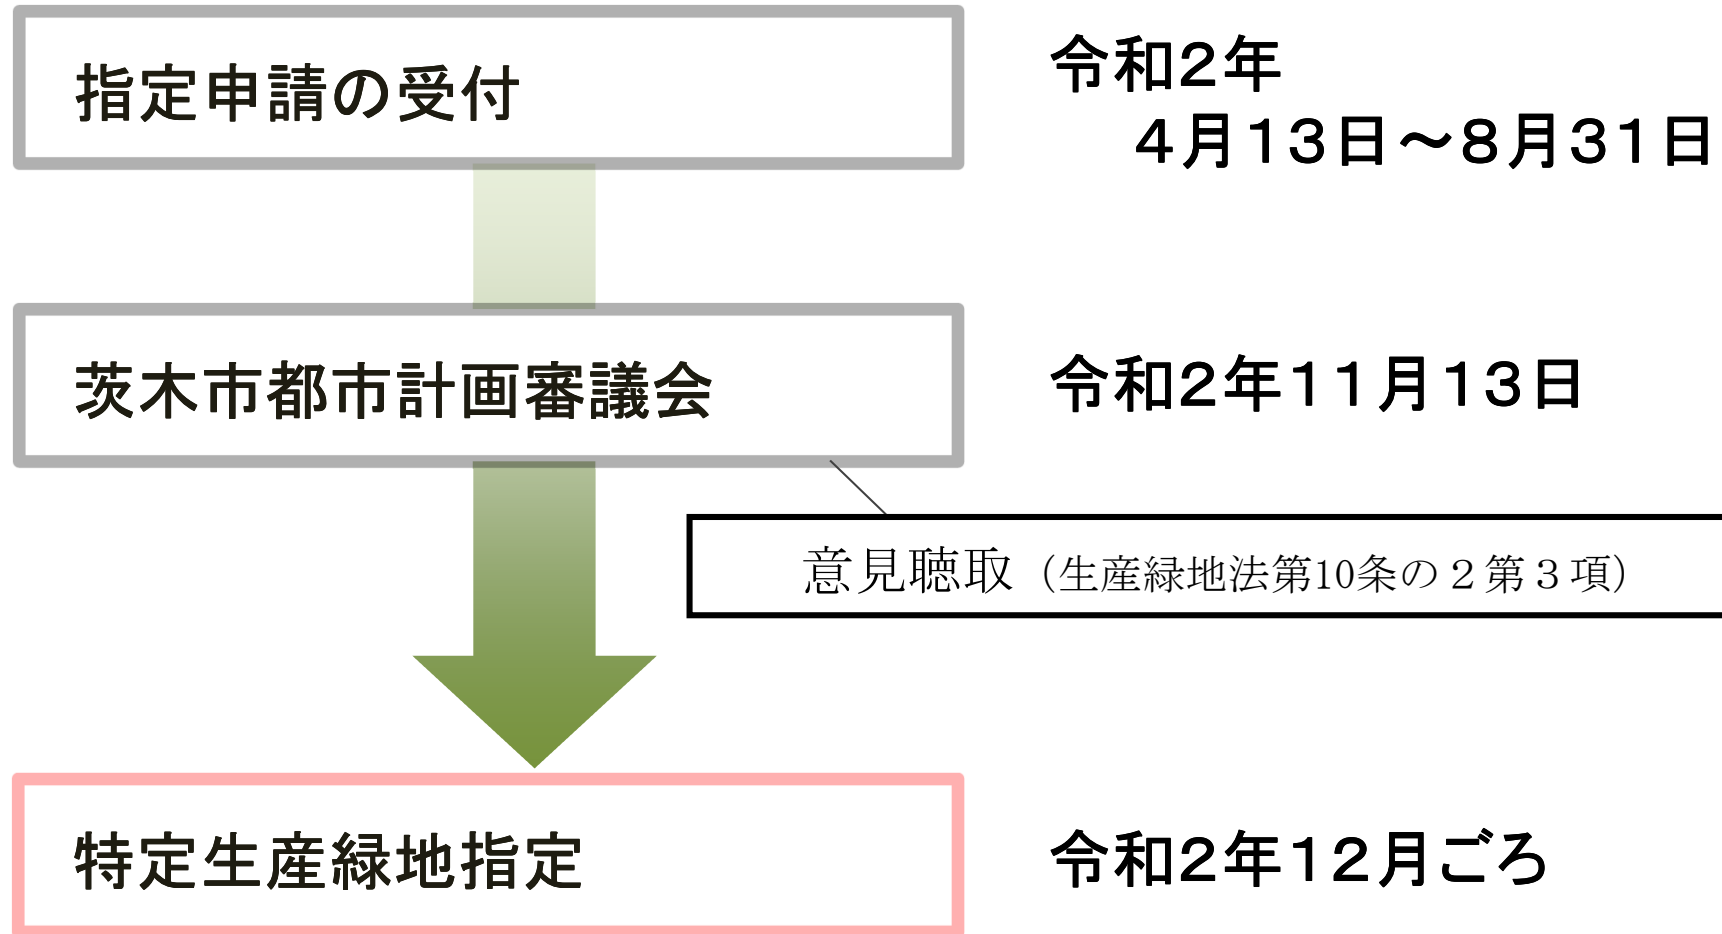 指定申請の受付
令和２年
４月１３日～８月３１日
茨木市都市計画審議会
令和２年１１月１３日
意見聴取（生産緑地法第10条の２第３項）
特定生産緑地指定
令和２年１２月ごろ